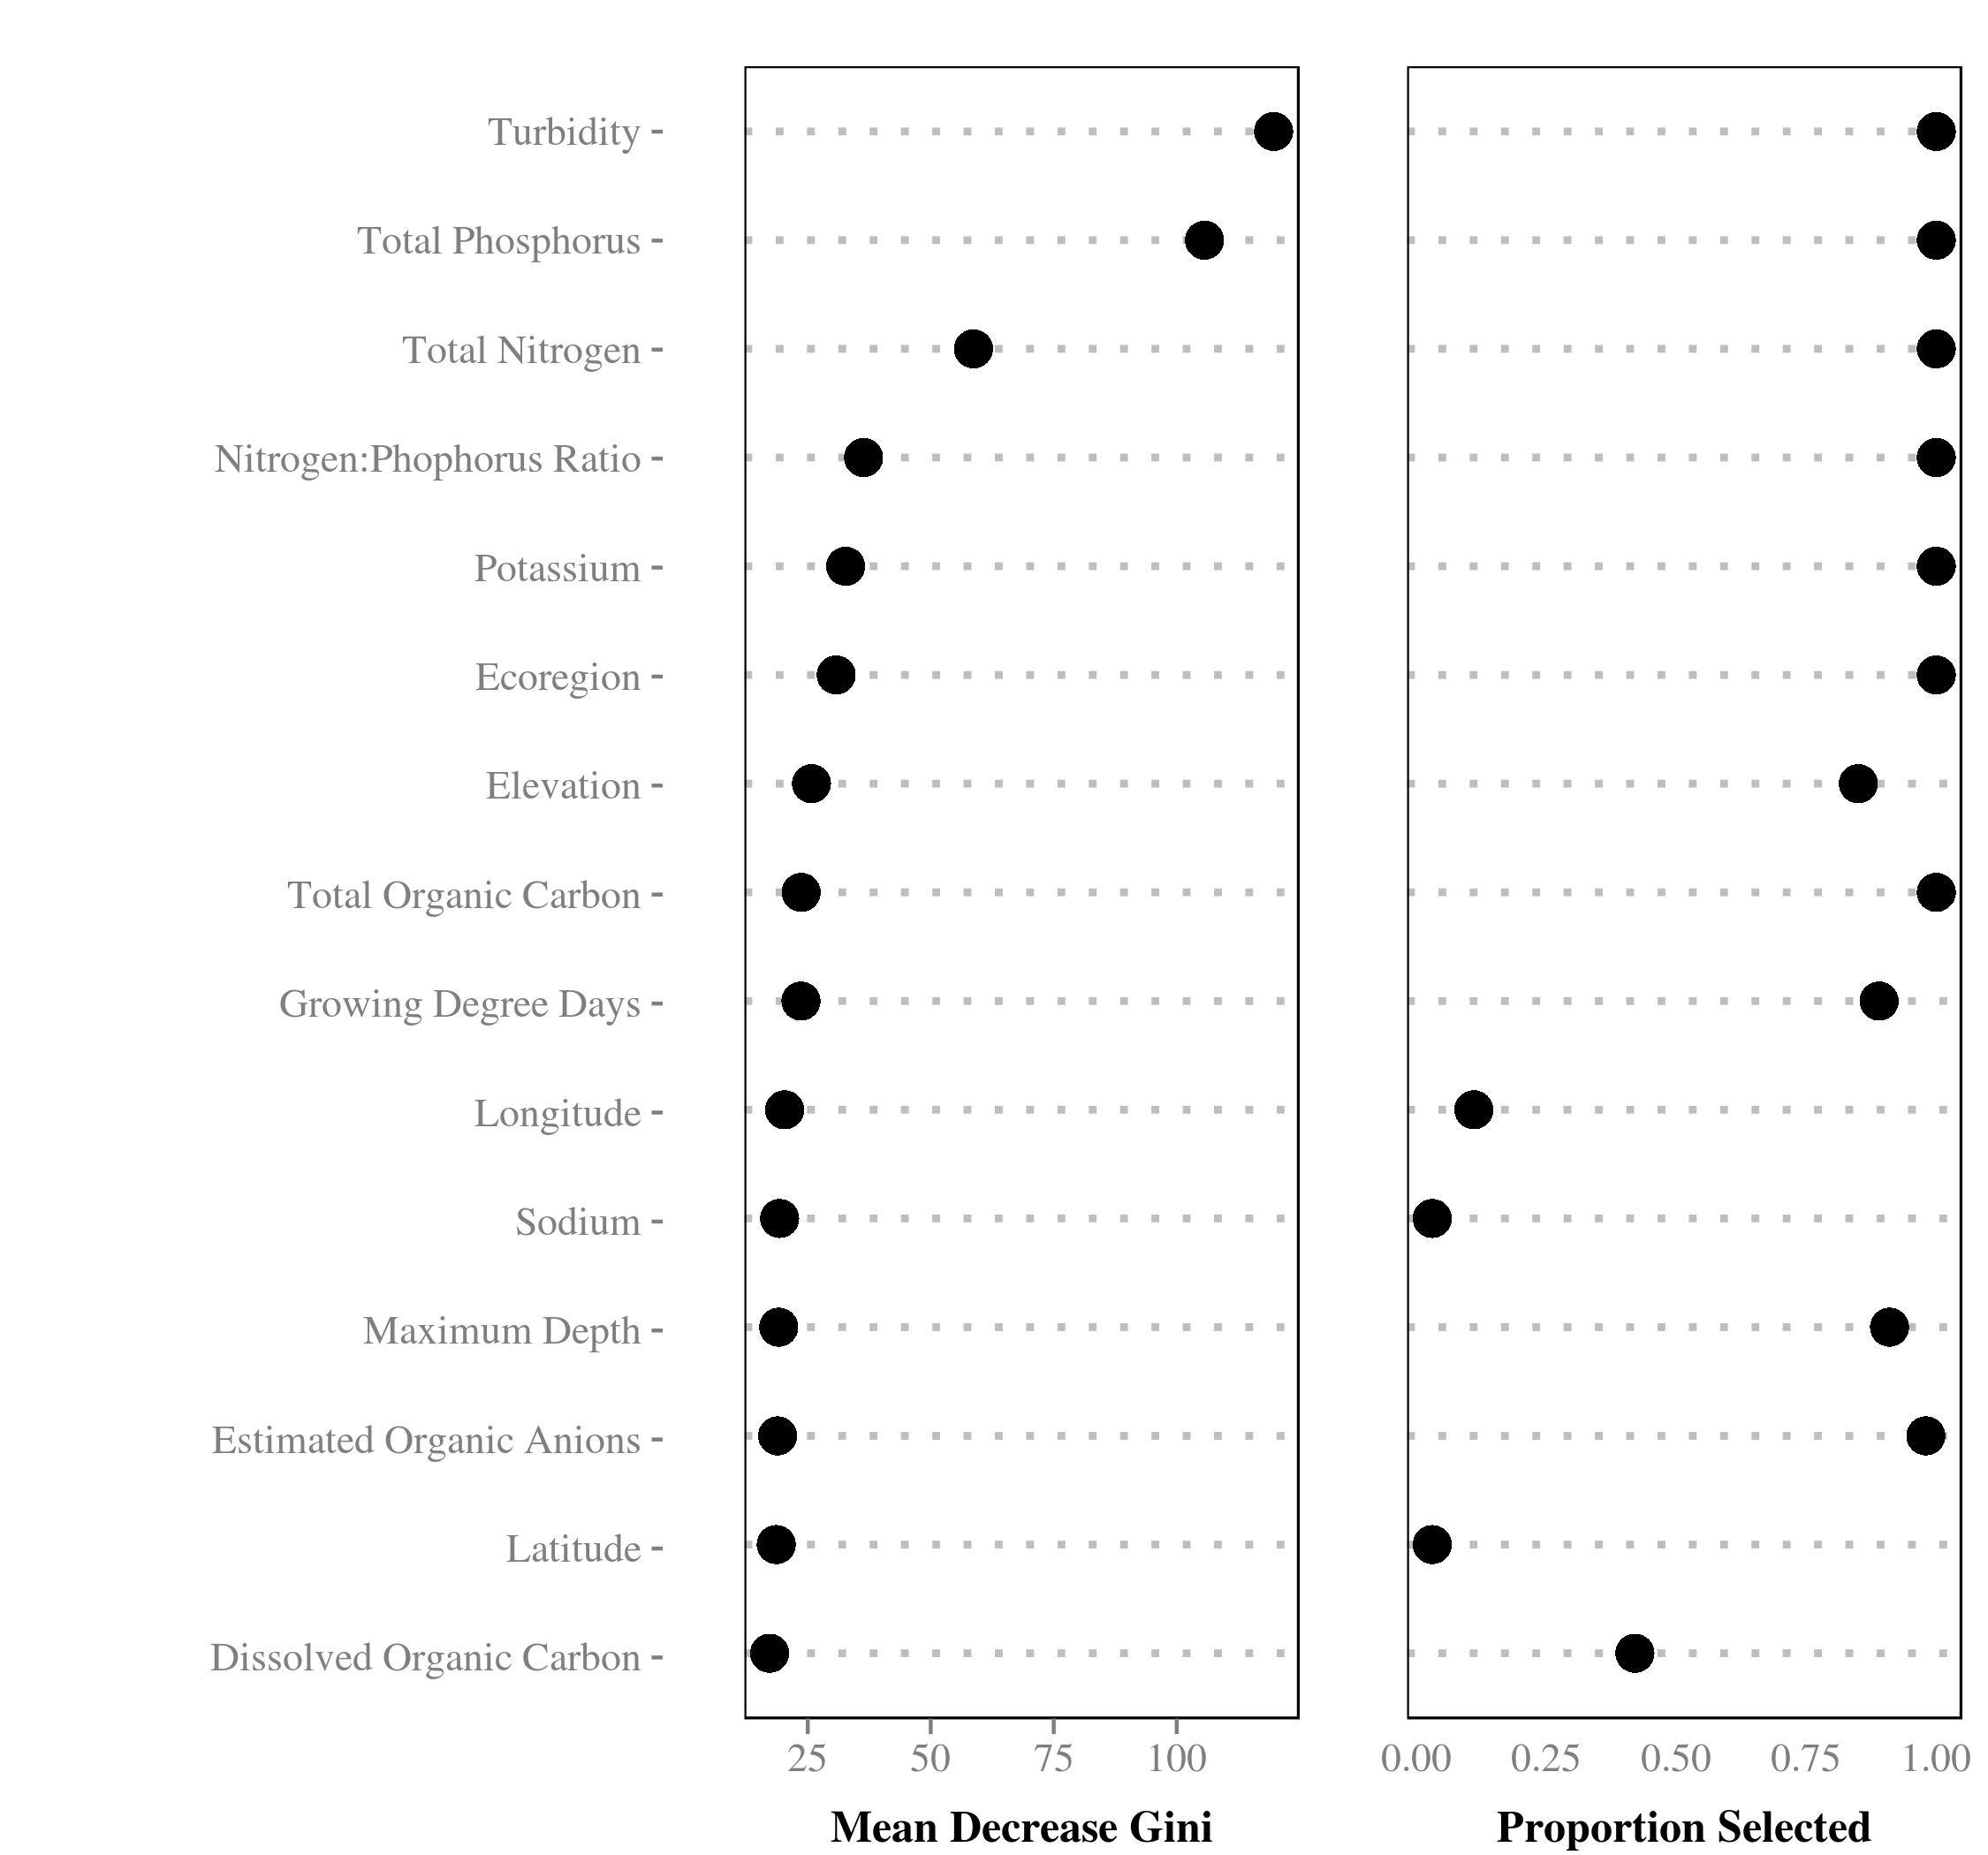 Turbidity
Total Phosphorus
Total Nitrogen
Nitrogen:Phophorus Ratio
Potassium
Ecoregion
Elevation
Total Organic Carbon
Growing Degree Days
Longitude
Sodium
Maximum Depth
Estimated Organic Anions
Latitude
Dissolved Organic Carbon
25 50 75 100
0.00 0.25 0.50 0.75 1.00
Mean Decrease Gini
Proportion Selected